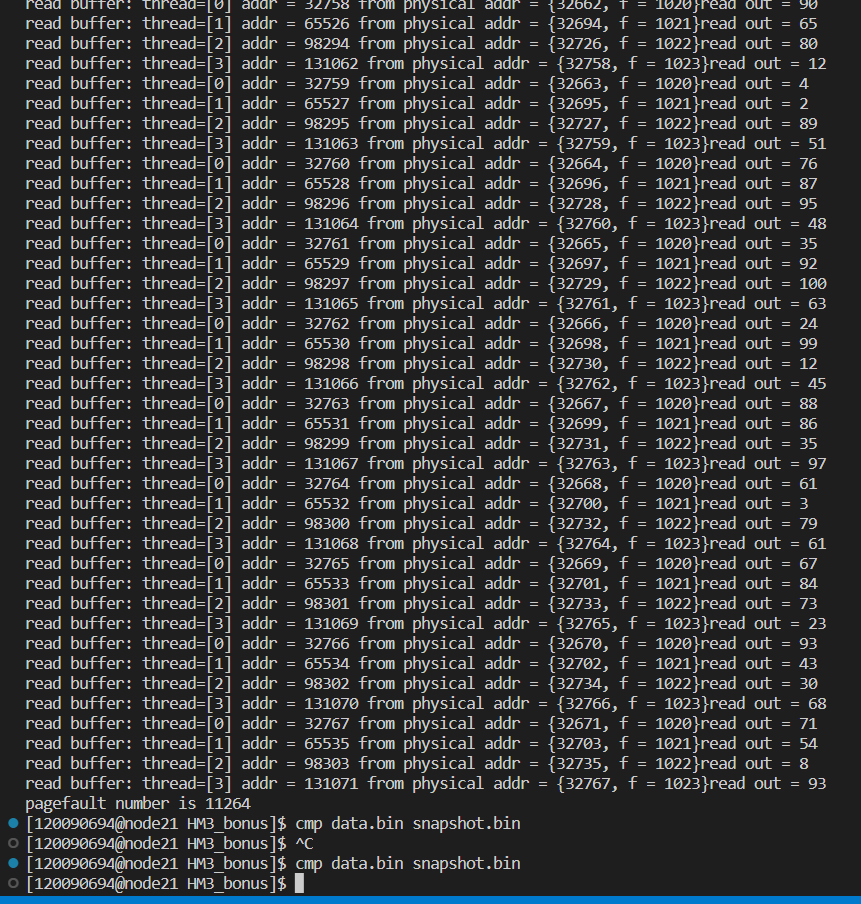 read buffer: thread=[0] addr = 32758 from physical addr = {32662, f = 1020}read out = 90
read buffer: thread=[1] addr = 65526 from physical addr = {32694, f = 1021}read out = 65
read buffer: thread=[2] addr = 98294 from physical addr = {32726, f = 1022}read out = 80
read buffer: thread=[3] addr = 131062 from physical addr = {32758, f = 1023}read out = 12
read buffer: thread=[0] addr = 32759 from physical addr = {32663, f = 1020}read out = 4
read buffer: thread=[1] addr = 65527 from physical addr = {32695, f = 1021}read out = 2
read buffer: thread=[2] addr = 98295 from physical addr = {32727, f = 1022}read out = 89
read buffer: thread=[3] addr = 131063 from physical addr = {32759, f = 1023}read out = 51
read buffer: thread=[0] addr = 32760 from physical addr = {32664, f = 1020}read out = 76
read buffer: thread=[1] addr = 65528 from physical addr = {32696, f = 1021}read out = 87
read buffer: thread=[2] addr = 98296 from physical addr = {32728, f = 1022}read out = 95
read buffer: thread=[3] addr = 131064 from physical addr = {32760, f = 1023}read out = 48
read buffer: thread=[0] addr = 32761 from physical addr = {32665, f = 1020}read out = 35
read buffer: thread=[1] addr = 65529 from physical addr = {32697, f = 1021}read out = 92
read buffer: thread=[2] addr = 98297 from physical addr = {32729, f = 1022}read out = 100
read buffer: thread=[3] addr = 131065 from physical addr = {32761, f = 1023}read out = 63
read buffer: thread=[0] addr = 32762 from physical addr = {32666, f = 1020}read out = 24
read buffer: thread=[1] addr = 65530 from physical addr = {32698, f = 1021}read out = 99
read buffer: thread=[2] addr = 98298 from physical addr = {32730, f = 1022}read out = 12
read buffer: thread=[3] addr = 131066 from physical addr = {32762, f = 1023}read out = 45
read buffer: thread=[0] addr = 32763 from physical addr = {32667, f = 1020}read out = 88
read buffer: thread=[1] addr = 65531 from physical addr = {32699, f = 1021}read out = 86
read buffer: thread=[2] addr = 98299 from physical addr = {32731, f = 1022}read out = 35
read buffer: thread=[3] addr = 131067 from physical addr = {32763, f = 1023}read out = 97
read buffer: thread=[0] addr = 32764 from physical addr = {32668, f = 1020}read out = 61
read buffer: thread=[1] addr = 65532 from physical addr = {32700, f = 1021}read out = 3
read buffer: thread=[2] addr = 98300 from physical addr = {32732, f = 1022}read out = 79
read buffer: thread=[3] addr = 131068 from physical addr = {32764, f = 1023}read out = 61
read buffer: thread=[0] addr = 32765 from physical addr = {32669, f = 1020}read out = 67
read buffer: thread=[1] addr = 65533 from physical addr = {32701, f = 1021}read out = 84
read buffer: thread=[2] addr = 98301 from physical addr = {32733, f = 1022}read out = 73
read buffer: thread=[3] addr = 131069 from physical addr = {32765, f = 1023}read out = 23
read buffer: thread=[0] addr = 32766 from physical addr = {32670, f = 1020}read out = 93
read buffer: thread=[1] addr = 65534 from physical addr = {32702, f = 1021}read out = 43
read buffer: thread=[2] addr = 98302 from physical addr = {32734, f = 1022}read out = 30
read buffer: thread=[3] addr = 131070 from physical addr = {32766, f = 1023}read out = 68
read buffer: thread=[0] addr = 32767 from physical addr = {32671, f = 1020}read out = 71
read buffer: thread=[1] addr = 65535 from physical addr = {32703, f = 1021}read out = 54
read buffer: thread=[2] addr = 98303 from physical addr = {32735, f = 1022}read out = 8
read buffer: thread=[3] addr = 131071 from physical addr = {32767, f = 1023}read out = 93
pagefault number is 11264
[120090694@node21 HM3_bonus]$ cmp data.bin snapshot.bin
[120090694@node21 HM3_bonus]$ ^C
[120090694@node21 HM3_bonus]$ cmp data.bin snapshot.bin
[120090694@node21 HM3_bonus]$